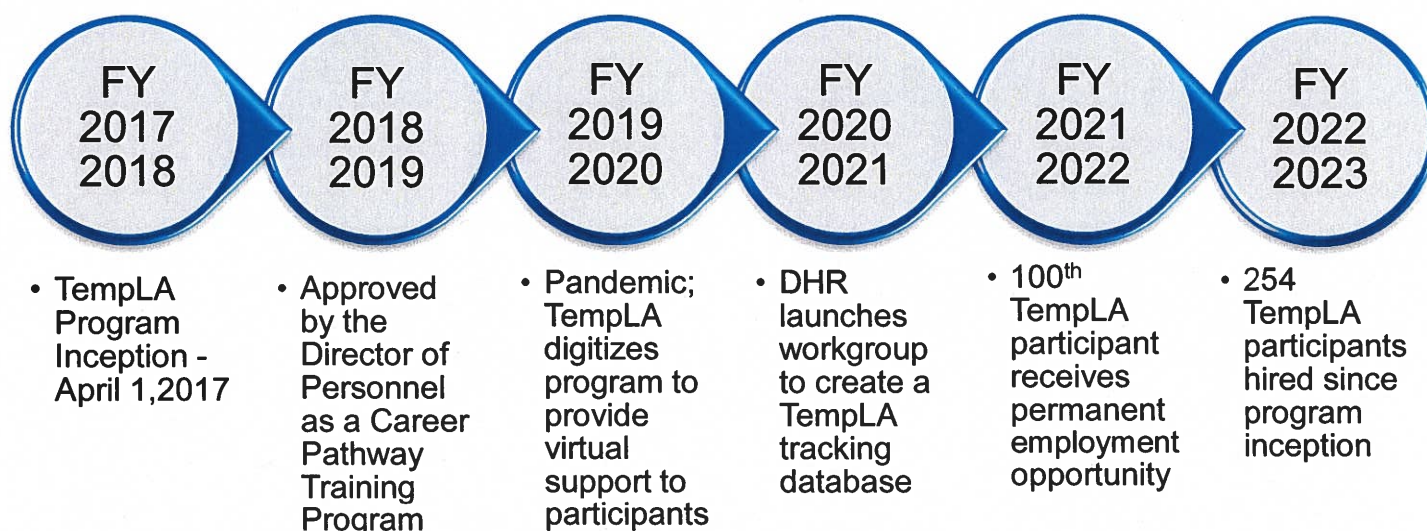 FY
2017
2018
FY
2018
2019
FY
2019
2020
FY
2020
2021
FY
2021
2022
FY
2022
2023
• TempLA
Program
Inception -
April 1,2017
• Approved
by the
Director of
Personnel
as a Career
Pathway
Training
Program
• Pandemic;
TempLA
digitizes
program to
provide
virtual
support to
participants
• DHR
launches
workgroup
to create a
TempLA
tracking
database
• 100th
TempLA
participant
receives
permanent
employment
opportunity
• 254
TempLA
participants
hired since
program
inception